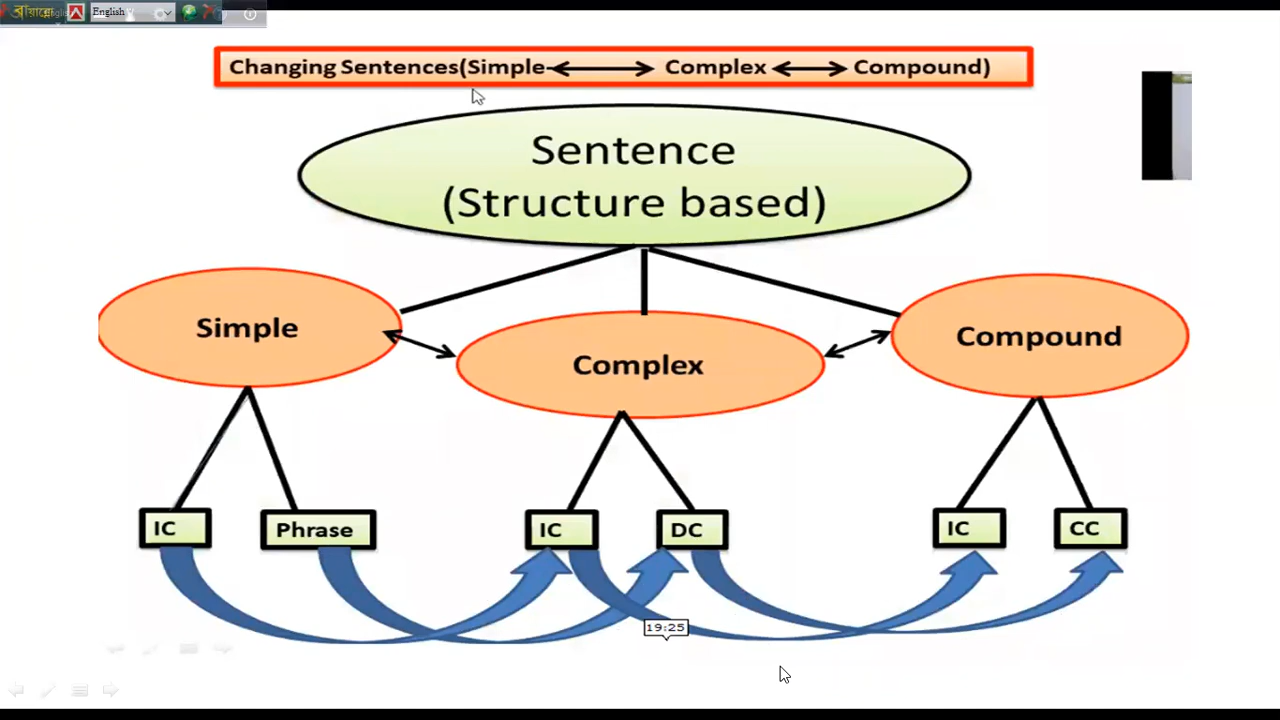 English
Changing Sentences(Simple Complex Compound)
Sentence
(Structure based)
Simple
Complex
Compound
IC
Phrase
IC
DC
IC
CC
19:25